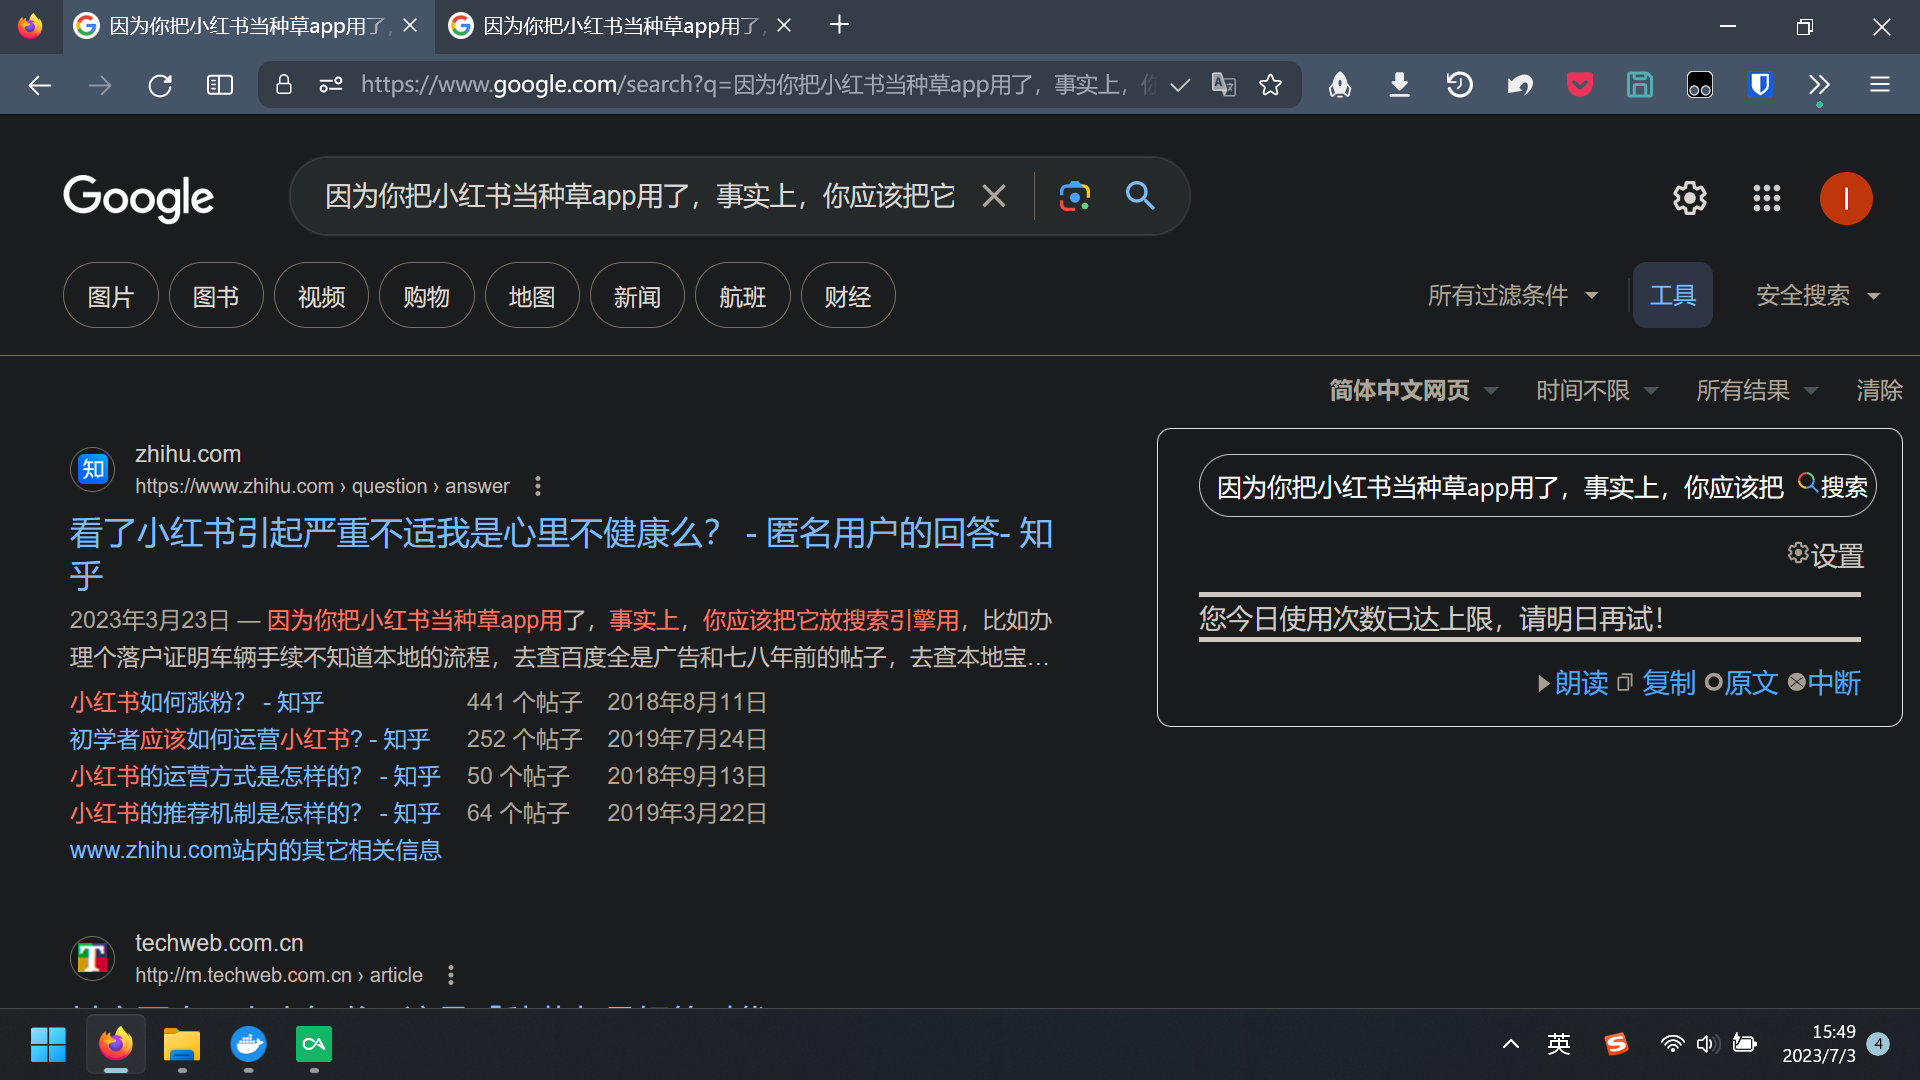 因为你把小红书当种草app用了,
因为你把小红书当种草app用了,
https://www.google.com/search?q=因为你把小红书当种草app用了，事实上，你
Google
因为你把小红书当种草app用了，事实上，你应该把它
I
图片
图书
视频
购物
地图
新闻
航班
财经
所有过滤条件
工具
安全搜索
简体中文网页
时间不限
所有结果
清除
知
zhihu.com
https://www.zhihu.com › question › answer
看了小红书引起严重不适我是心里不健康么？ - 匿名用户的回答- 知
乎
2023年3月23日 — 因为你把小红书当种草app用了，事实上，你应该把它放搜索引擎用，比如办
理个落户证明车辆手续不知道本地的流程，去查百度全是广告和七八年前的帖子，去查本地宝…
小红书如何涨粉？ - 知乎 441 个帖子 2018年8月11日
初学者应该如何运营小红书? - 知乎 252 个帖子 2019年7月24日
小红书的运营方式是怎样的？ - 知乎 50 个帖子 2018年9月13日
小红书的推荐机制是怎样的？ - 知乎 64 个帖子 2019年3月22日
www.zhihu.com站内的其它相关信息
因为你把小红书当种草app用了，事实上，你应该把
搜索
设置
您今日使用次数已达上限，请明日再试！
朗读 复制 原文 中断
T
techweb.com.cn
http://m.techweb.com.cn › article
英
15:49
2023/7/3
4